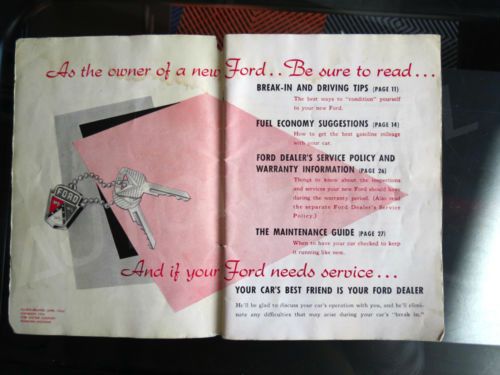 As the owner of a new Ford.. Be sure to read...
BREAK-IN AND DRIVING TIPS (PAGE 11)
The best ways to "condition" yourself
to your new Ford.
FUEL ECONOMY SUGGESTIONS (PAGE 14)
How to get the best gasoline mileage
with your car.
FORD DEALER'S SERVICE POLICY AND
WARRANTY INFORMATION (PAGE 26)
Things to know about the inspections
and services your new Ford should have
during the warranty period. (Also read
the separate Ford Dealer's Service
Policy.)
THE MAINTENANCE GUIDE (PAGE 27)
When to have your car checked to keep
it running like new.
FORD
And if your Ford needs service...
YOUR CAR'S BEST FRIEND IS YOUR FORD DEALER
He'll be glad to discuss your car's operation with you, and he'll elimi-
nate any difficulties that may arise during your car's "break in."